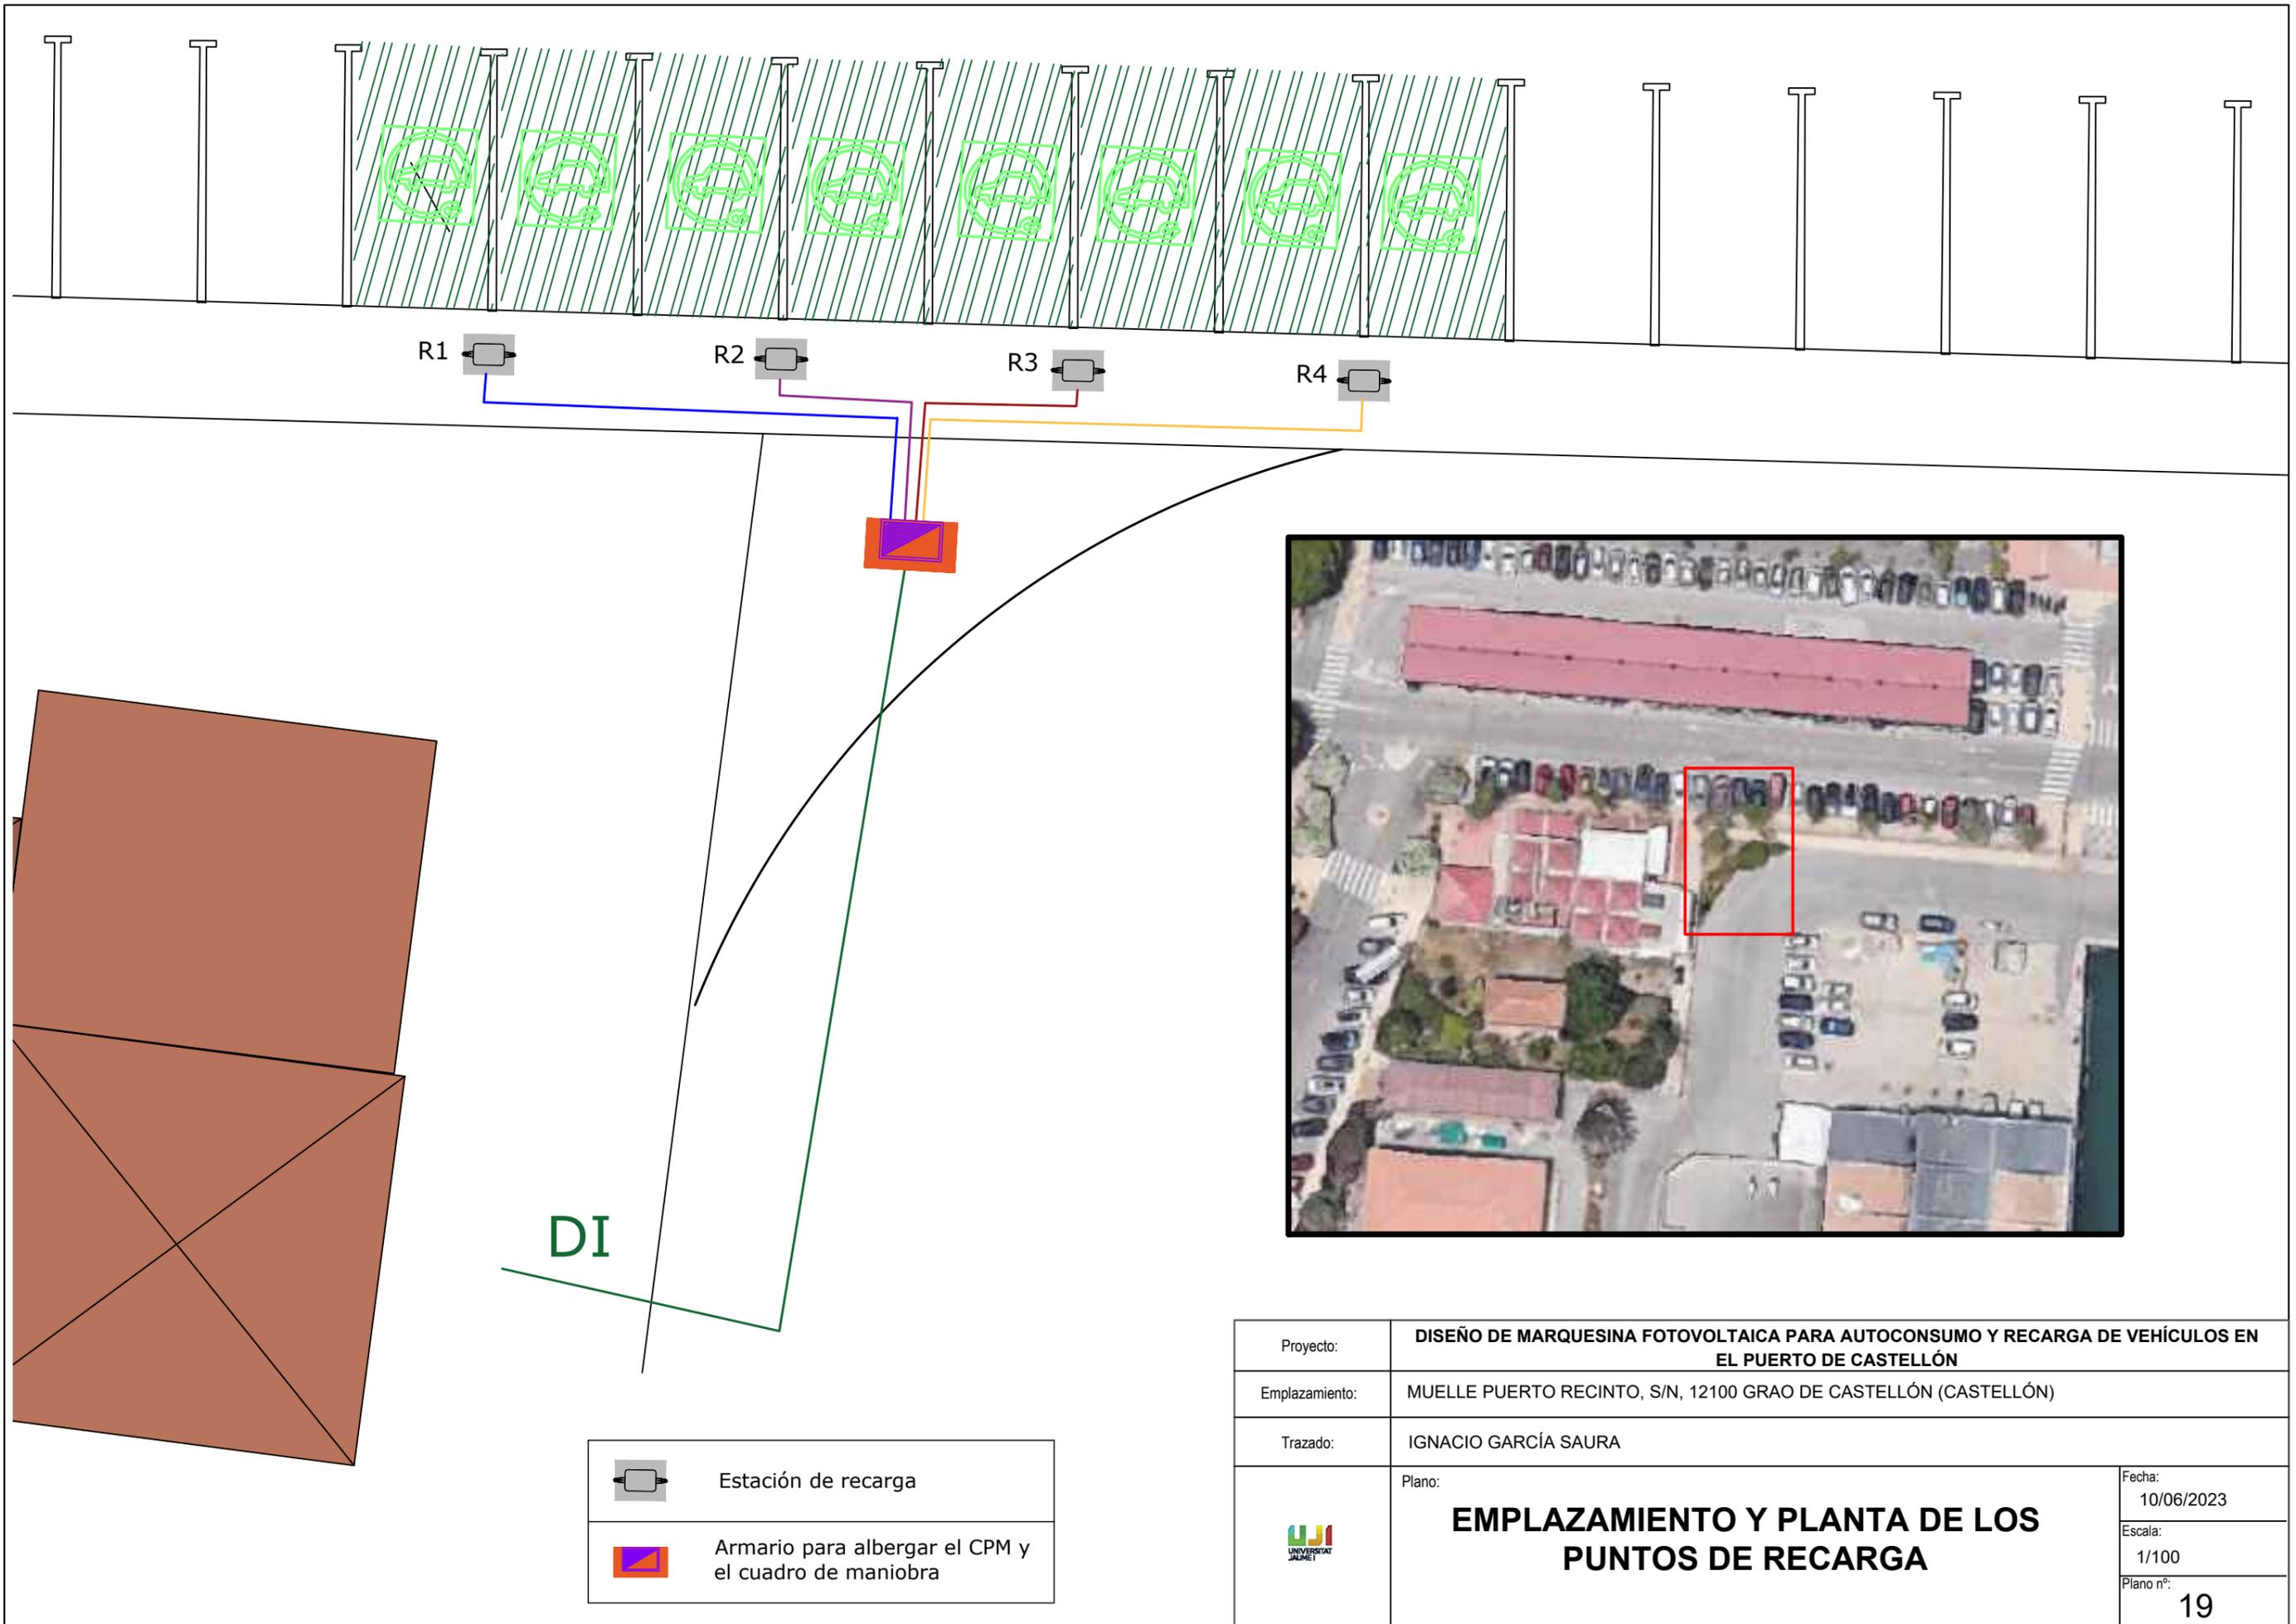 R1
R2
R3
R4
DI
Estación de recarga
Armario para albergar el CPM y
el cuadro de maniobra
Proyecto:
DISEÑO DE MARQUESINA FOTOVOLTAICA PARA AUTOCONSUMO Y RECARGA DE VEHÍCULOS EN
EL PUERTO DE CASTELLÓN
Emplazamiento:
MUELLE PUERTO RECINTO, S/N, 12100 GRAO DE CASTELLÓN (CASTELLÓN)
Trazado:
IGNACIO GARCÍA SAURA
UJI
UNIVERSITAT
JAUME I
Plano:
EMPLAZAMIENTO Y PLANTA DE LOS
PUNTOS DE RECARGA
Fecha:
10/06/2023
Escala:
1/100
Plano nº:
19